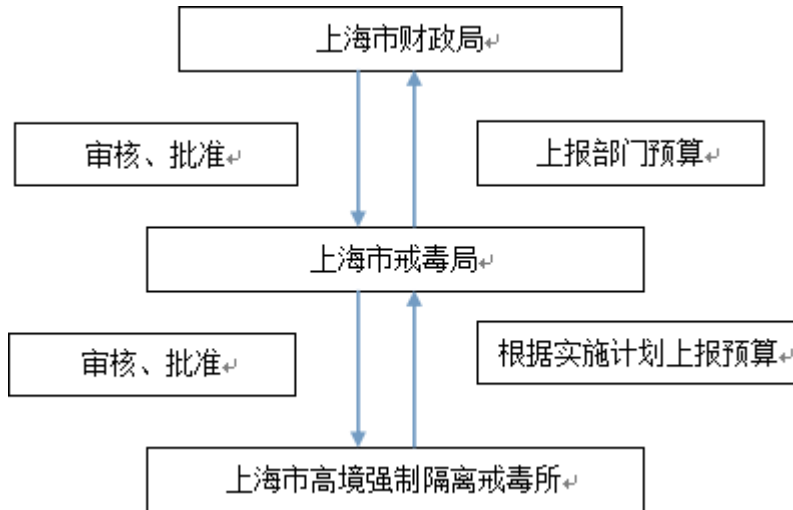 上海市财政局
审核、批准
上报部门预算
上海市戒毒局
审核、批准
根据实施计划上报预算
上海市高境强制隔离戒毒所